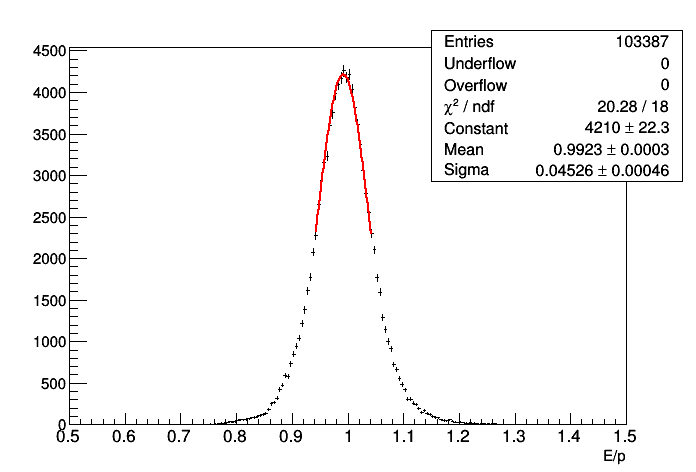 Entries 103387
Underflow 0
Overflow 0
χ² / ndf 20.28 / 18
Constant 4210 ± 22.3
Mean 0.9923 ± 0.0003
Sigma 0.04526 ± 0.00046
4500
4000
3500
3000
2500
2000
1500
1000
500
0
0.5 0.6 0.7 0.8 0.9 1 1.1 1.2 1.3 1.4 1.5
E/p